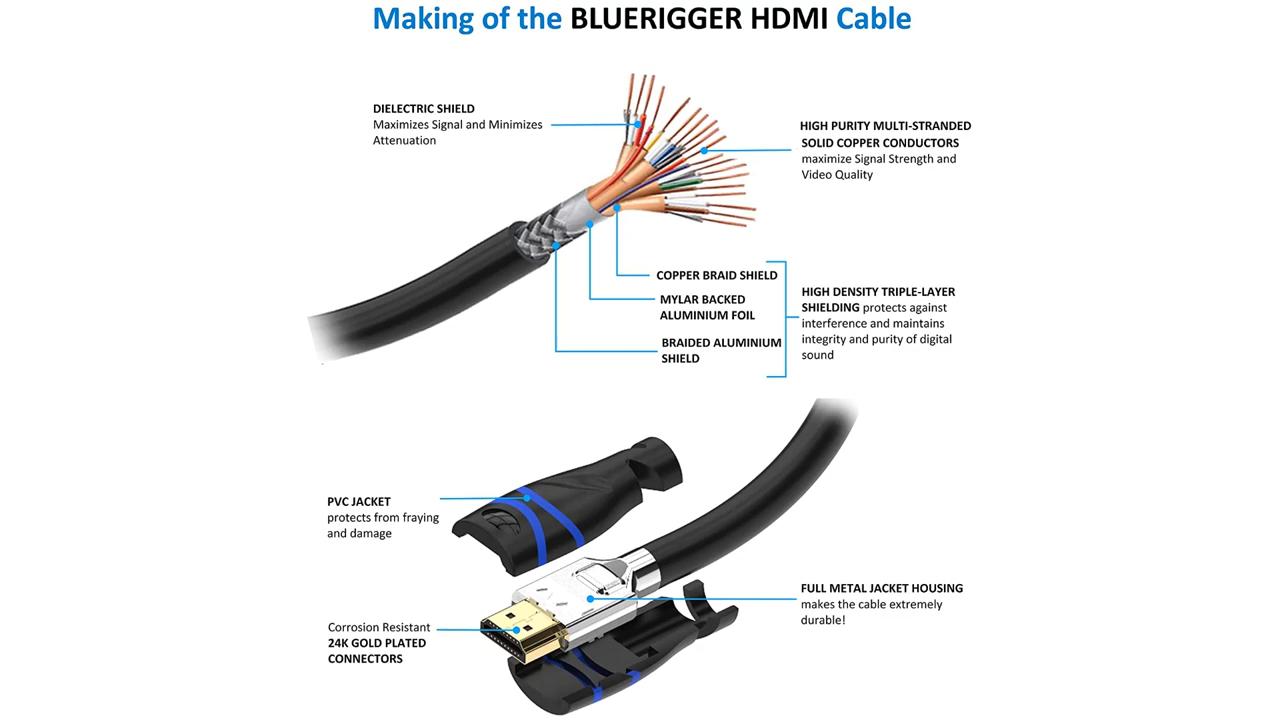 Making of the BLUERIGGER HDMI Cable
DIELECTRIC SHIELD
Maximizes Signal and Minimizes
Attenuation
HIGH PURITY MULTI-STRANDED
SOLID COPPER CONDUCTORS
maximize Signal Strength and
Video Quality
COPPER BRAID SHIELD
MYLAR BACKED
ALUMINIUM FOIL
BRAIDED ALUMINIUM
SHIELD
HIGH DENSITY TRIPLE-LAYER
SHIELDING protects against
interference and maintains
integrity and purity of digital
sound
PVC JACKET
protects from fraying
and damage
FULL METAL JACKET HOUSING
makes the cable extremely
durable!
Corrosion Resistant
24K GOLD PLATED
CONNECTORS